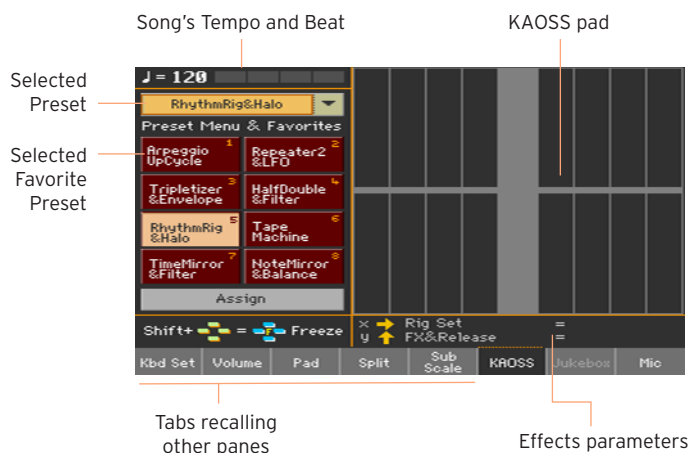 Song's Tempo and Beat
KAOSS pad
Selected
Preset
Selected
Favorite
Preset
♩ = 120
RhythmRig&Halo
Preset Menu & Favorites
Arpeggio UpCycle 1
Repeater2 &LFO 2
Tripletizer &Envelope 3
HalfDouble &Filter 4
RhythmRig &Halo 5
Tape Machine 6
TimeMirror &Filter 7
NoteMirror &Balance 8
Assign
Shift+ = F Freeze
x Rig Set =
y FX&Release =
Kbd Set Volume Pad Split Sub Scale KAOSS Jukebox Mic
Tabs recalling
other panes
Effects parameters